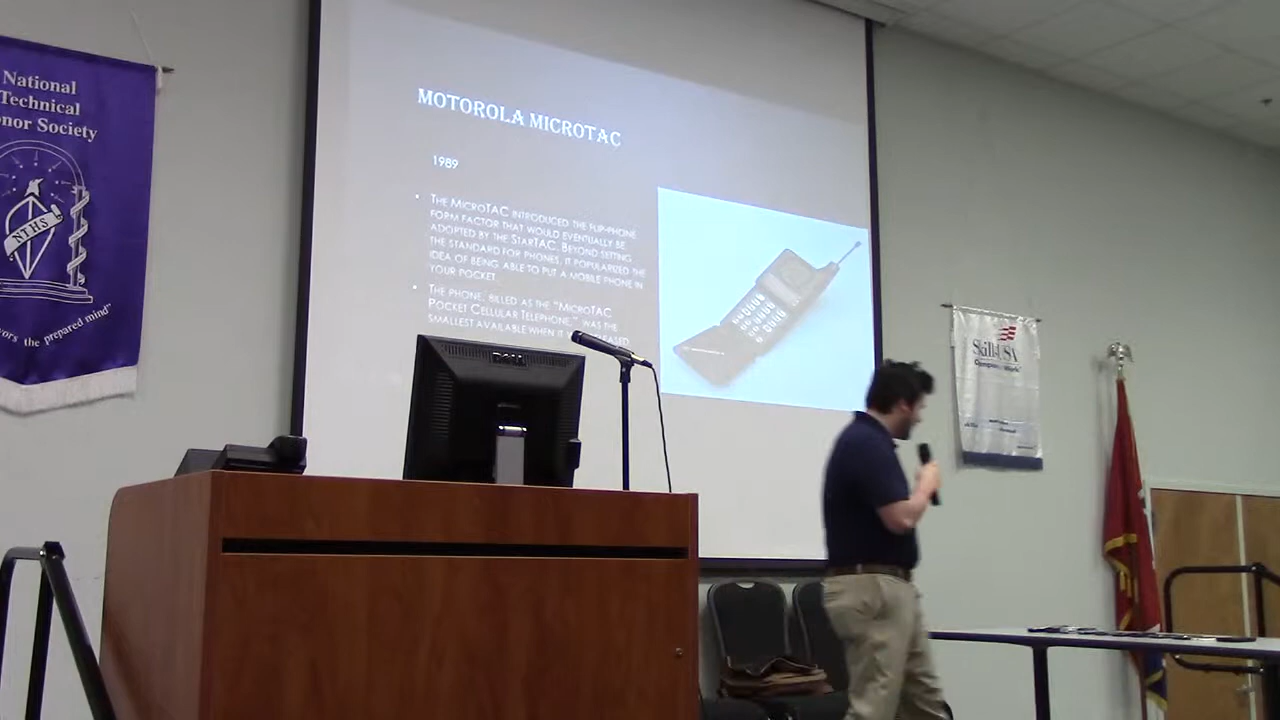 National
Technical
onor Society
NTHS
ors the prepared mind"
MOTOROLA MICROTAC
1989
• THE MICROTAC INTRODUCED THE FLIP-PHONE
FORM FACTOR THAT WOULD EVENTUALLY BE
ADOPTED BY THE STARTAC. BEYOND SETTING
THE STANDARD FOR PHONES, IT POPULARIZED THE
IDEA OF BEING ABLE TO PUT A MOBILE PHONE IN
YOUR POCKET.
• THE PHONE, BILLED AS THE "MICROTAC
POCKET CELLULAR TELEPHONE," WAS THE
SMALLEST AVAILABLE WHEN IT
DELL
SkillsUSA